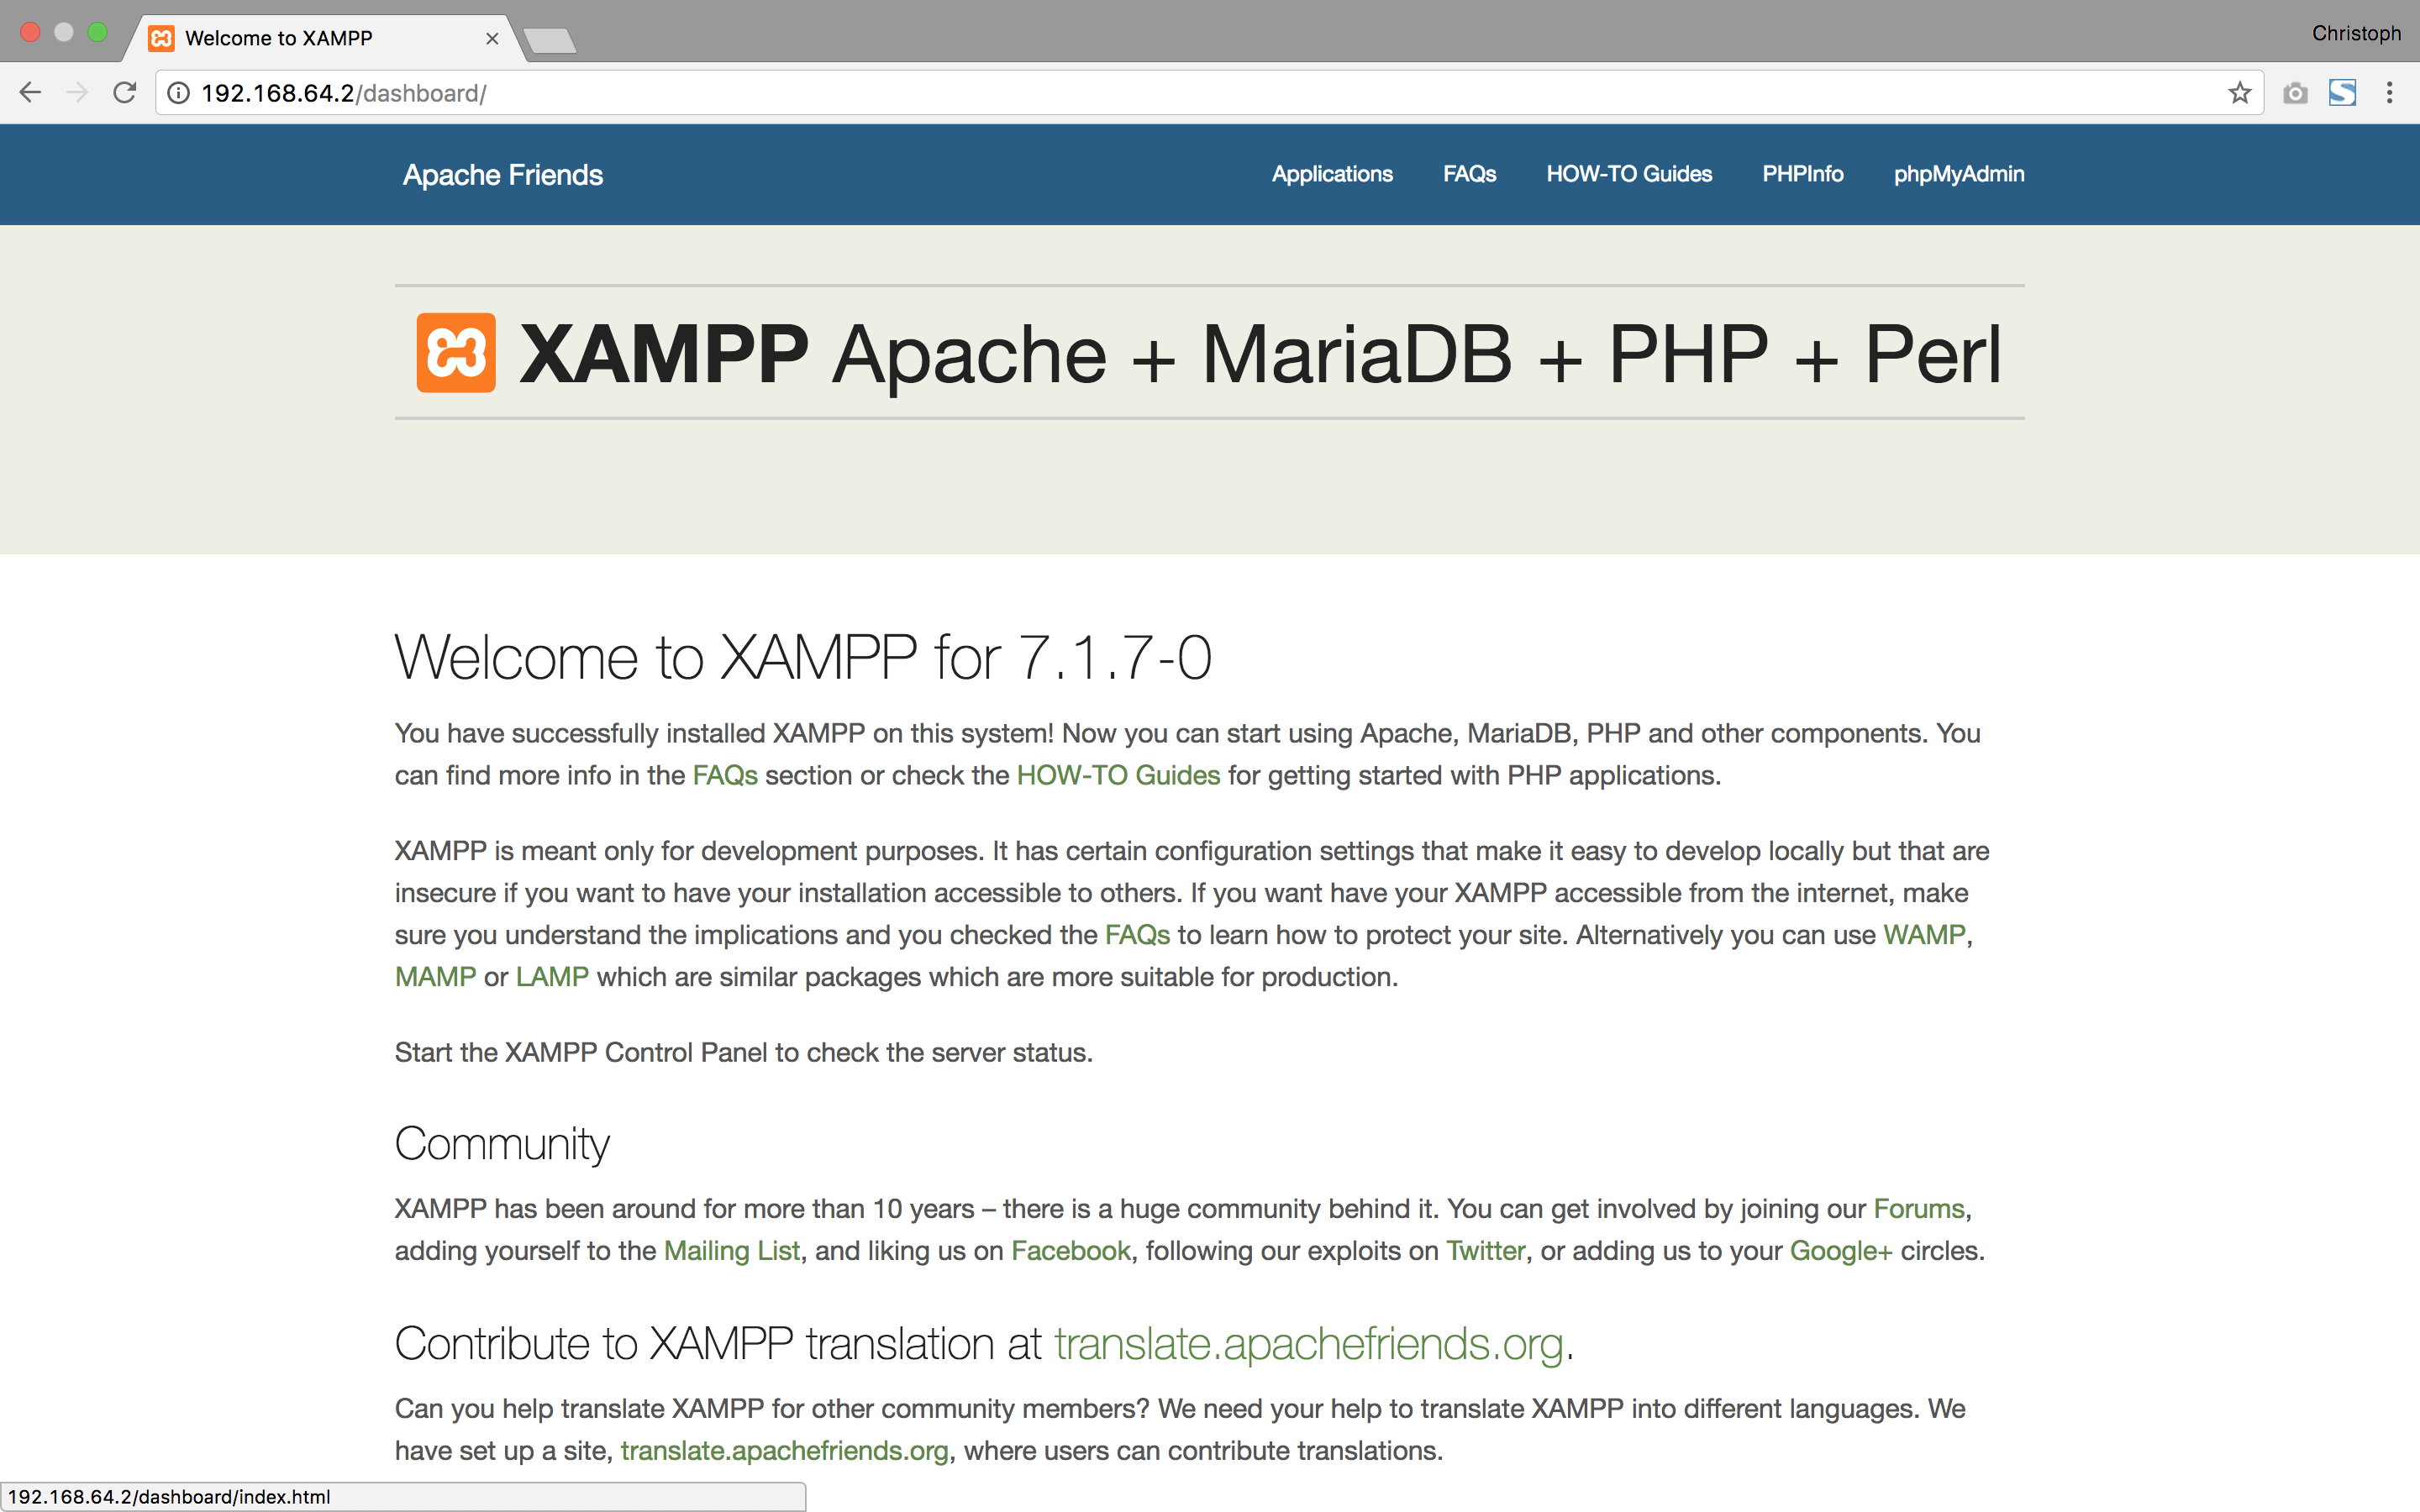 Welcome to XAMPP
Christoph
192.168.64.2/dashboard/
Apache Friends
Applications
FAQs
HOW-TO Guides
PHPInfo
phpMyAdmin
XAMPP Apache + MariaDB + PHP + Perl
Welcome to XAMPP for 7.1.7-0
You have successfully installed XAMPP on this system! Now you can start using Apache, MariaDB, PHP and other components. You
can find more info in the FAQs section or check the HOW-TO Guides for getting started with PHP applications.
XAMPP is meant only for development purposes. It has certain configuration settings that make it easy to develop locally but that are
insecure if you want to have your installation accessible to others. If you want have your XAMPP accessible from the internet, make
sure you understand the implications and you checked the FAQs to learn how to protect your site. Alternatively you can use WAMP,
MAMP or LAMP which are similar packages which are more suitable for production.
Start the XAMPP Control Panel to check the server status.
Community
XAMPP has been around for more than 10 years – there is a huge community behind it. You can get involved by joining our Forums,
adding yourself to the Mailing List, and liking us on Facebook, following our exploits on Twitter, or adding us to your Google+ circles.
Contribute to XAMPP translation at translate.apachefriends.org.
Can you help translate XAMPP for other community members? We need your help to translate XAMPP into different languages. We
have set up a site, translate.apachefriends.org, where users can contribute translations.
192.168.64.2/dashboard/index.html